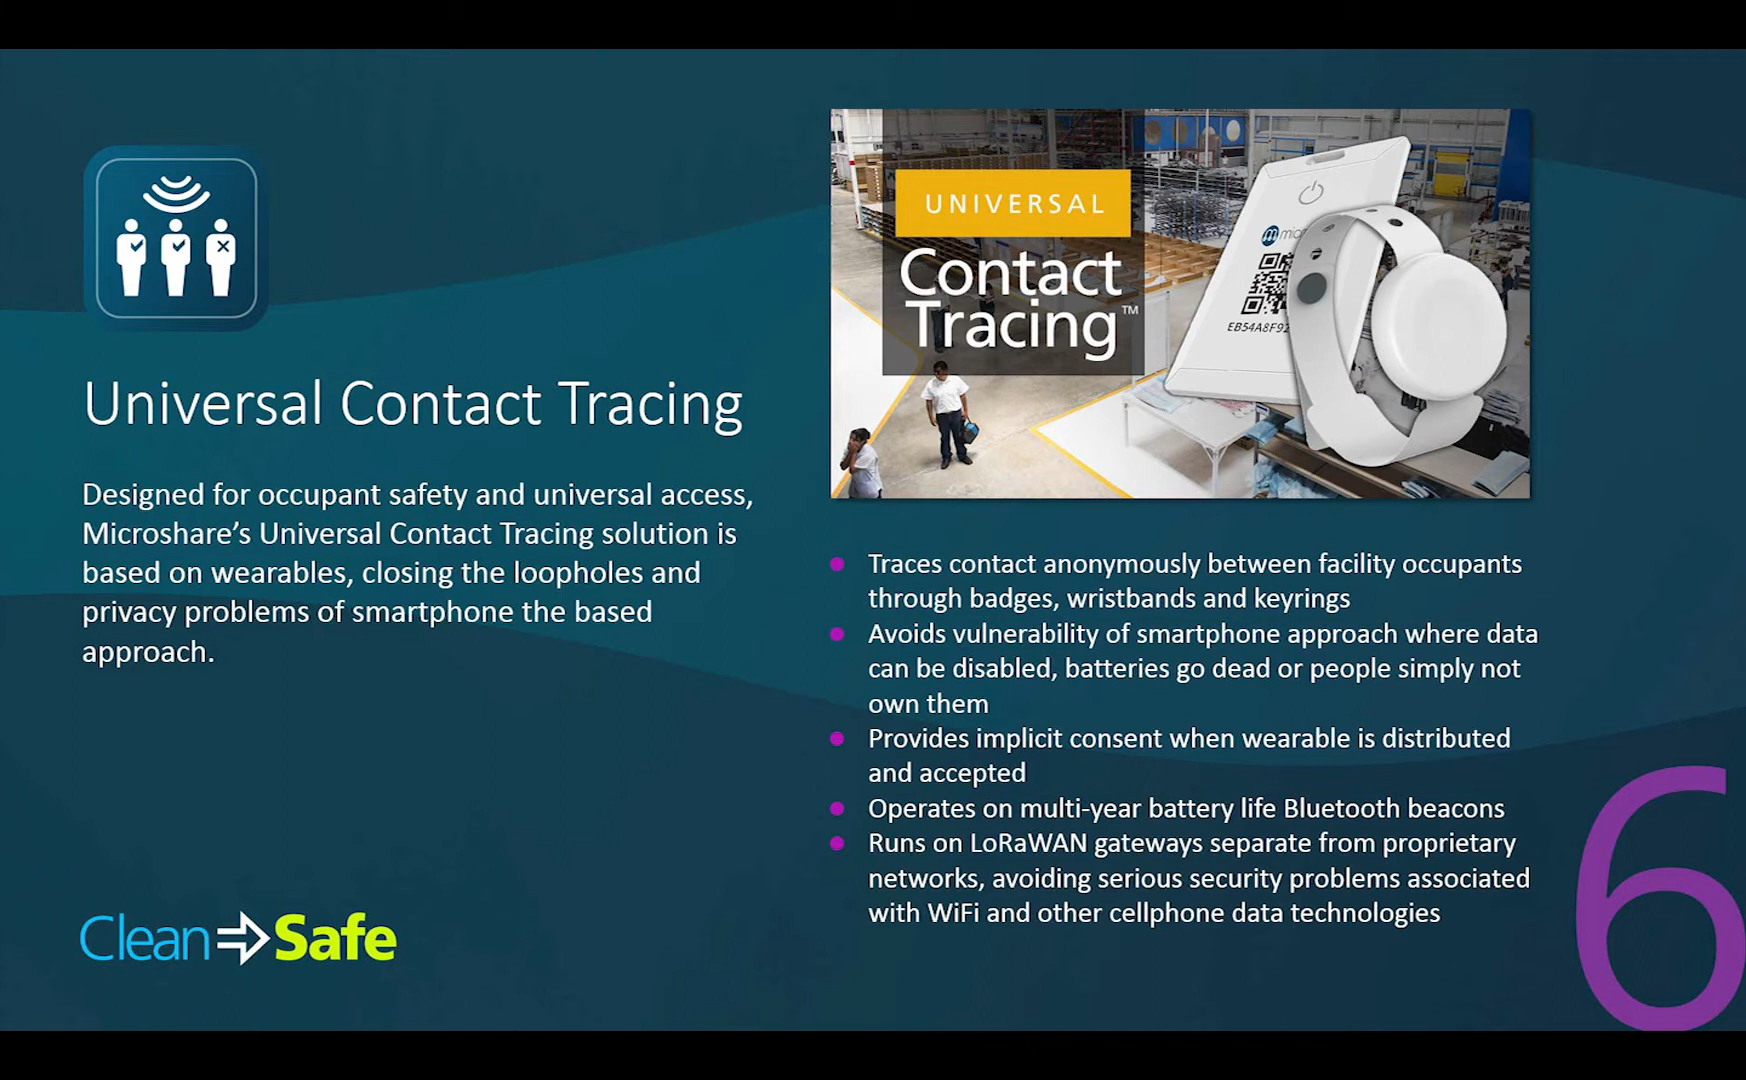 UNIVERSAL
Contact
Tracing™
EB54A8F92
Universal Contact Tracing
Designed for occupant safety and universal access,
Microshare’s Universal Contact Tracing solution is
based on wearables, closing the loopholes and
privacy problems of smartphone the based
approach.
Traces contact anonymously between facility occupants
through badges, wristbands and keyrings
Avoids vulnerability of smartphone approach where data
can be disabled, batteries go dead or people simply not
own them
Provides implicit consent when wearable is distributed
and accepted
Operates on multi-year battery life Bluetooth beacons
Runs on LoRaWAN gateways separate from proprietary
networks, avoiding serious security problems associated
with WiFi and other cellphone data technologies
Clean Safe
6